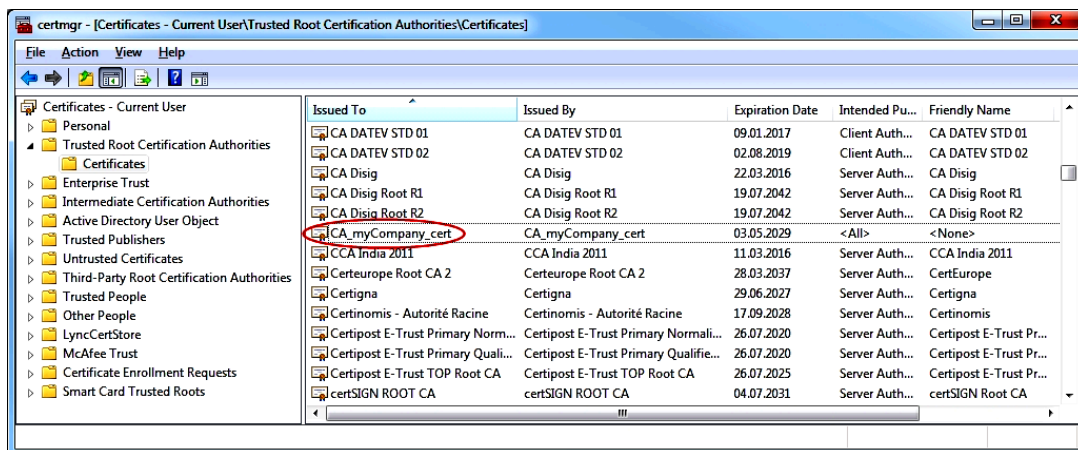 certmgr - [Certificates - Current User\Trusted Root Certification Authorities\Certificates]
File Action View Help
Certificates - Current User
Personal
Trusted Root Certification Authorities
Certificates
Enterprise Trust
Intermediate Certification Authorities
Active Directory User Object
Trusted Publishers
Untrusted Certificates
Third-Party Root Certification Authorities
Trusted People
Other People
LyncCertStore
McAfee Trust
Certificate Enrollment Requests
Smart Card Trusted Roots
Issued To Issued By Expiration Date Intended Pu... Friendly Name
CA DATEV STD 01 CA DATEV STD 01 09.01.2017 Client Auth... CA DATEV STD 01
CA DATEV STD 02 CA DATEV STD 02 02.08.2019 Client Auth... CA DATEV STD 02
CA Disig CA Disig 22.03.2016 Server Auth... CA Disig
CA Disig Root R1 CA Disig Root R1 19.07.2042 Server Auth... CA Disig Root R1
CA Disig Root R2 CA Disig Root R2 19.07.2042 Server Auth... CA Disig Root R2
CA_myCompany_cert CA_myCompany_cert 03.05.2029 <All> <None>
CCA India 2011 CCA India 2011 11.03.2016 Server Auth... CCA India 2011
Certeurope Root CA 2 Certeurope Root CA 2 28.03.2037 Server Auth... CertEurope
Certigna Certigna 29.06.2027 Server Auth... Certigna
Certinomis - Autorité Racine Certinomis - Autorité Racine 17.09.2028 Server Auth... Certinomis
Certipost E-Trust Primary Norm... Certipost E-Trust Primary Normali... 26.07.2020 Server Auth... Certipost E-Trust Pr...
Certipost E-Trust Primary Quali... Certipost E-Trust Primary Qualifie... 26.07.2020 Server Auth... Certipost E-Trust Pr...
Certipost E-Trust TOP Root CA Certipost E-Trust TOP Root CA 26.07.2025 Server Auth... Certipost E-Trust Pr...
certSIGN ROOT CA certSIGN ROOT CA 04.07.2031 Server Auth... certSIGN Root CA